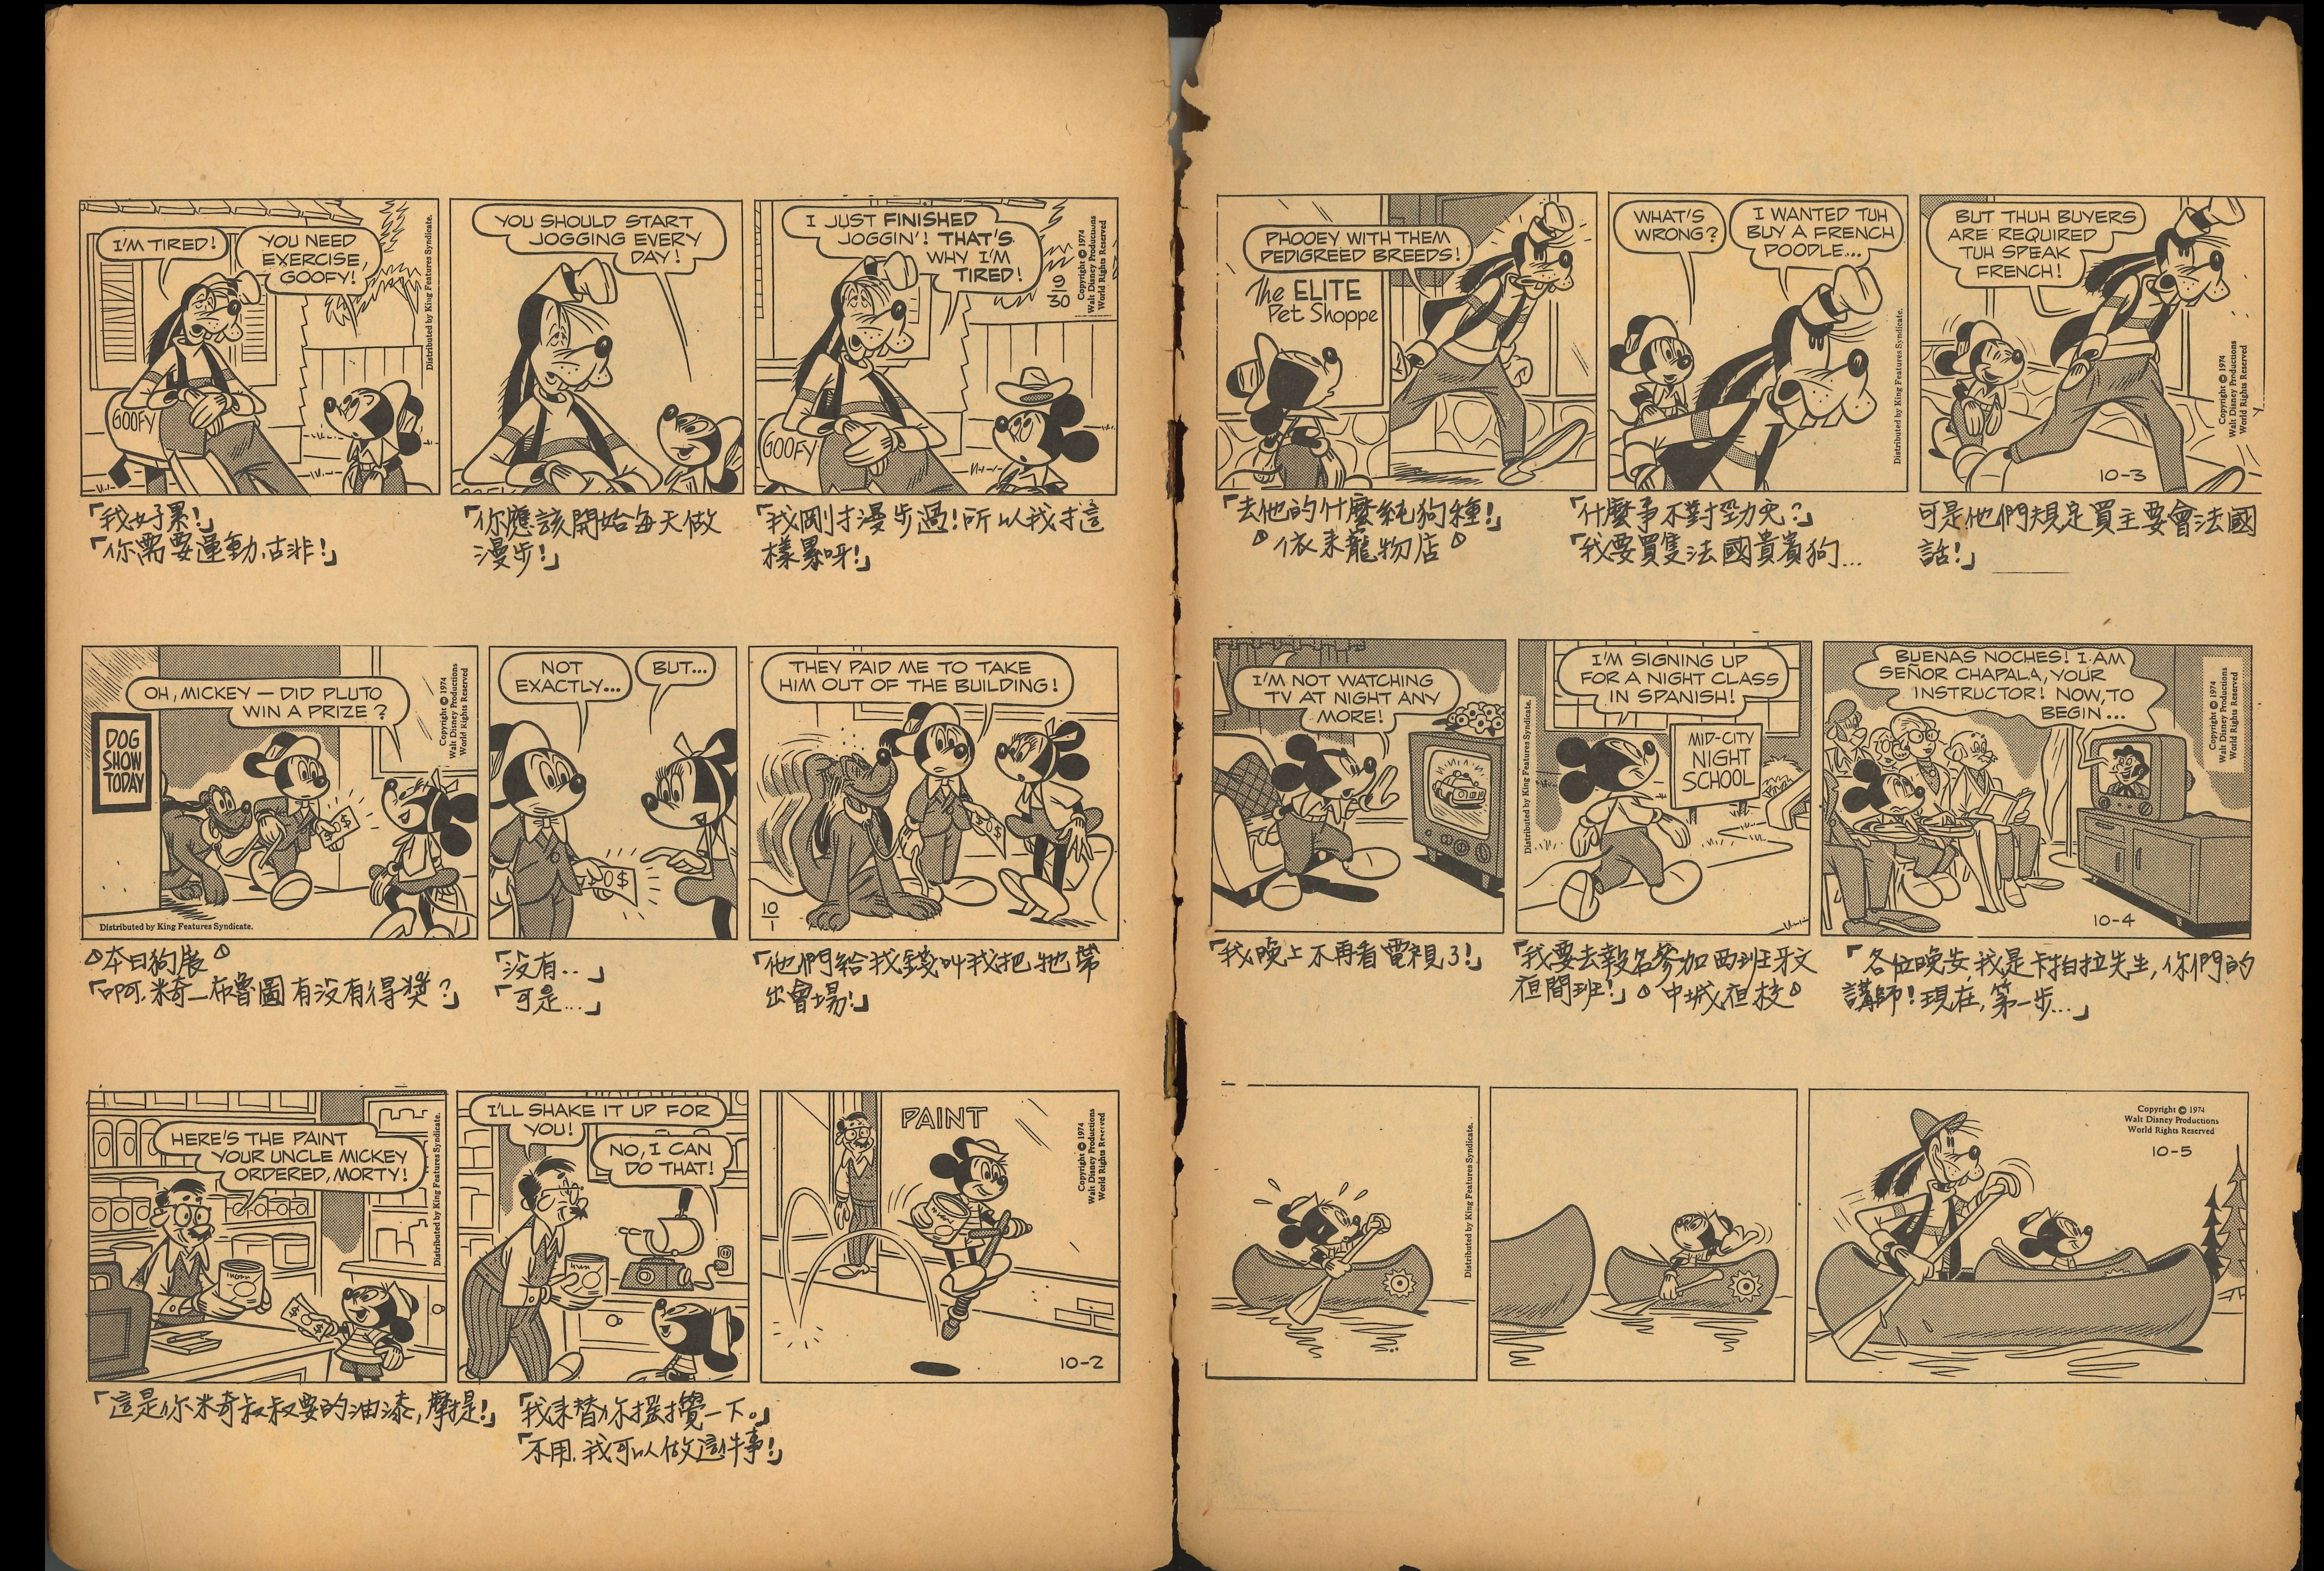 I'M TIRED!
YOU NEED
EXERCISE,
GOOFY!
GOOFY
Distributed by King Features Syndicate.
YOU SHOULD START
JOGGING EVERY
DAY!
I JUST FINISHED
JOGGIN'! THAT'S
WHY I'M
TIRED!
GOOFY
9
30
Copyright © 1974
Walt Disney Productions
World Rights Reserved
「我好累!」
「你需要運動,古非!」
「你應該開始每天做
漫步!」
「我剛才漫步過!所以我才這
樣累呀!」
OH, MICKEY — DID PLUTO
WIN A PRIZE?
DOG
SHOW
TODAY
Copyright © 1974
Walt Disney Productions
World Rights Reserved
Distributed by King Features Syndicate.
NOT
EXACTLY...
BUT...
THEY PAID ME TO TAKE
HIM OUT OF THE BUILDING!
10
1
本日狗展
「啊,米奇—布魯圖有沒有得獎?」
「沒有..」
「可是...」
「他們給我錢叫我把牠帶
出會場!」
HERE'S THE PAINT
YOUR UNCLE MICKEY
ORDERED, MORTY!
Distributed by King Features Syndicate.
I'LL SHAKE IT UP FOR
YOU!
NO, I CAN
DO THAT!
PAINT
Copyright © 1974
Walt Disney Productions
World Rights Reserved
10-2
「這是你米奇叔叔要的油漆,摩提!」
「我來替你搖攪一下。」
「不用,我可以做這件事!」
PHOOEY WITH THEM
PEDIGREED BREEDS!
The ELITE
Pet Shoppe
WHAT'S
WRONG?
I WANTED TUH
BUY A FRENCH
POODLE...
Distributed by King Features Syndicate.
BUT THUH BUYERS
ARE REQUIRED
TUH SPEAK
FRENCH!
Copyright © 1974
Walt Disney Productions
World Rights Reserved
10-3
「去他的什麼純狗種!」
依來寵物店
「什麼事不對勁兒?」
「我要買隻法國貴賓狗...
可是他們規定買主要會法國
話!」
I'M NOT WATCHING
TV AT NIGHT ANY
MORE!
I'M SIGNING UP
FOR A NIGHT CLASS
IN SPANISH!
MID-CITY
NIGHT
SCHOOL
Distributed by King Features Syndicate.
BUENAS NOCHES! I AM
SEÑOR CHAPALA, YOUR
INSTRUCTOR! NOW, TO
BEGIN...
Copyright © 1974
Walt Disney Productions
World Rights Reserved
10-4
「我晚上不再看電視了!」
「我要去報名參加西班牙文
夜間班!」 中城夜校
「各位晚安,我是卡拍拉先生,你們的
講師!現在,第一步...」
Distributed by King Features Syndicate.
Copyright © 1974
Walt Disney Productions
World Rights Reserved
10-5